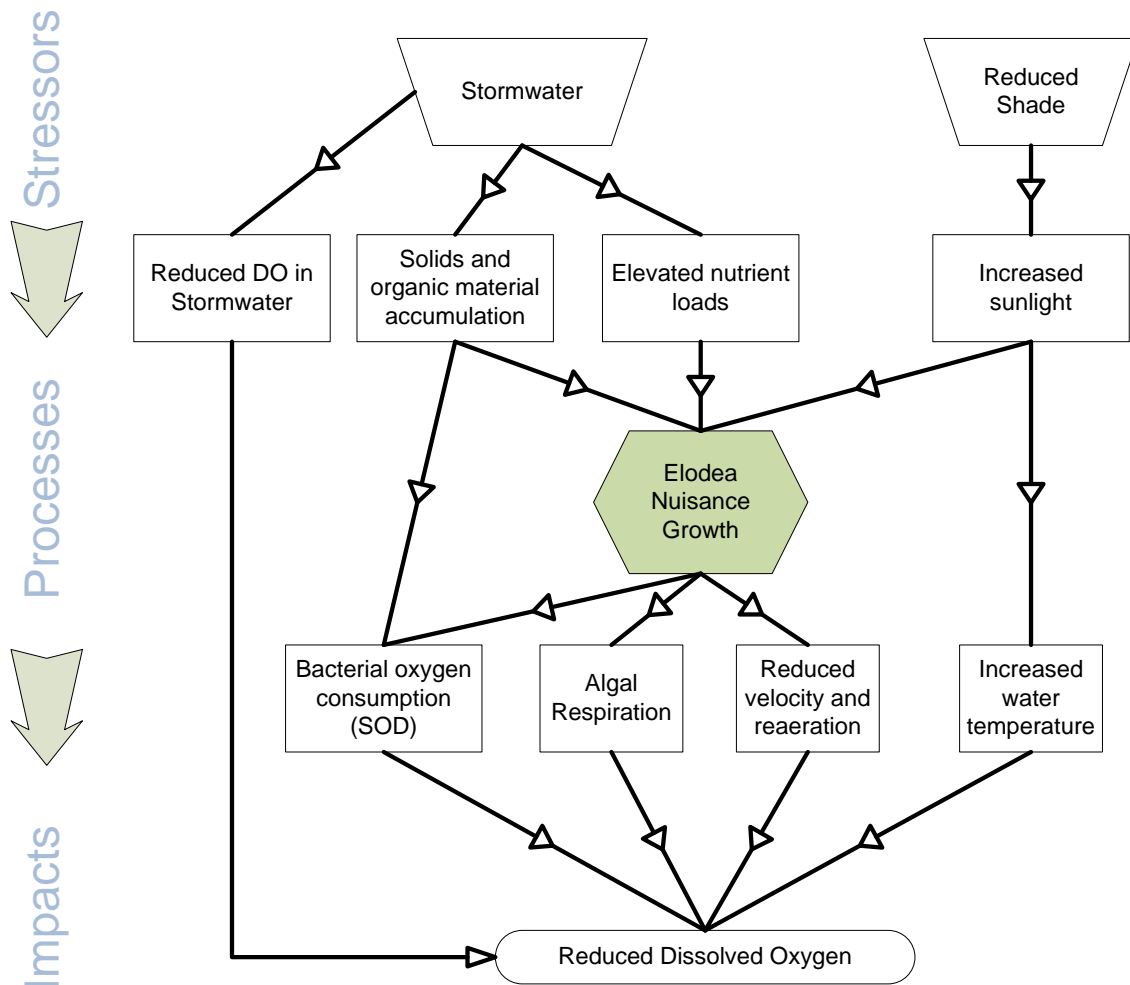 Stressors
Stormwater
Reduced
Shade
Reduced DO in
Stormwater
Solids and
organic material
accumulation
Elevated nutrient
loads
Increased
sunlight
Processes
Elodea
Nuisance
Growth
Bacterial oxygen
consumption
(SOD)
Algal
Respiration
Reduced
velocity and
reaeration
Increased
water
temperature
Impacts
Reduced Dissolved Oxygen